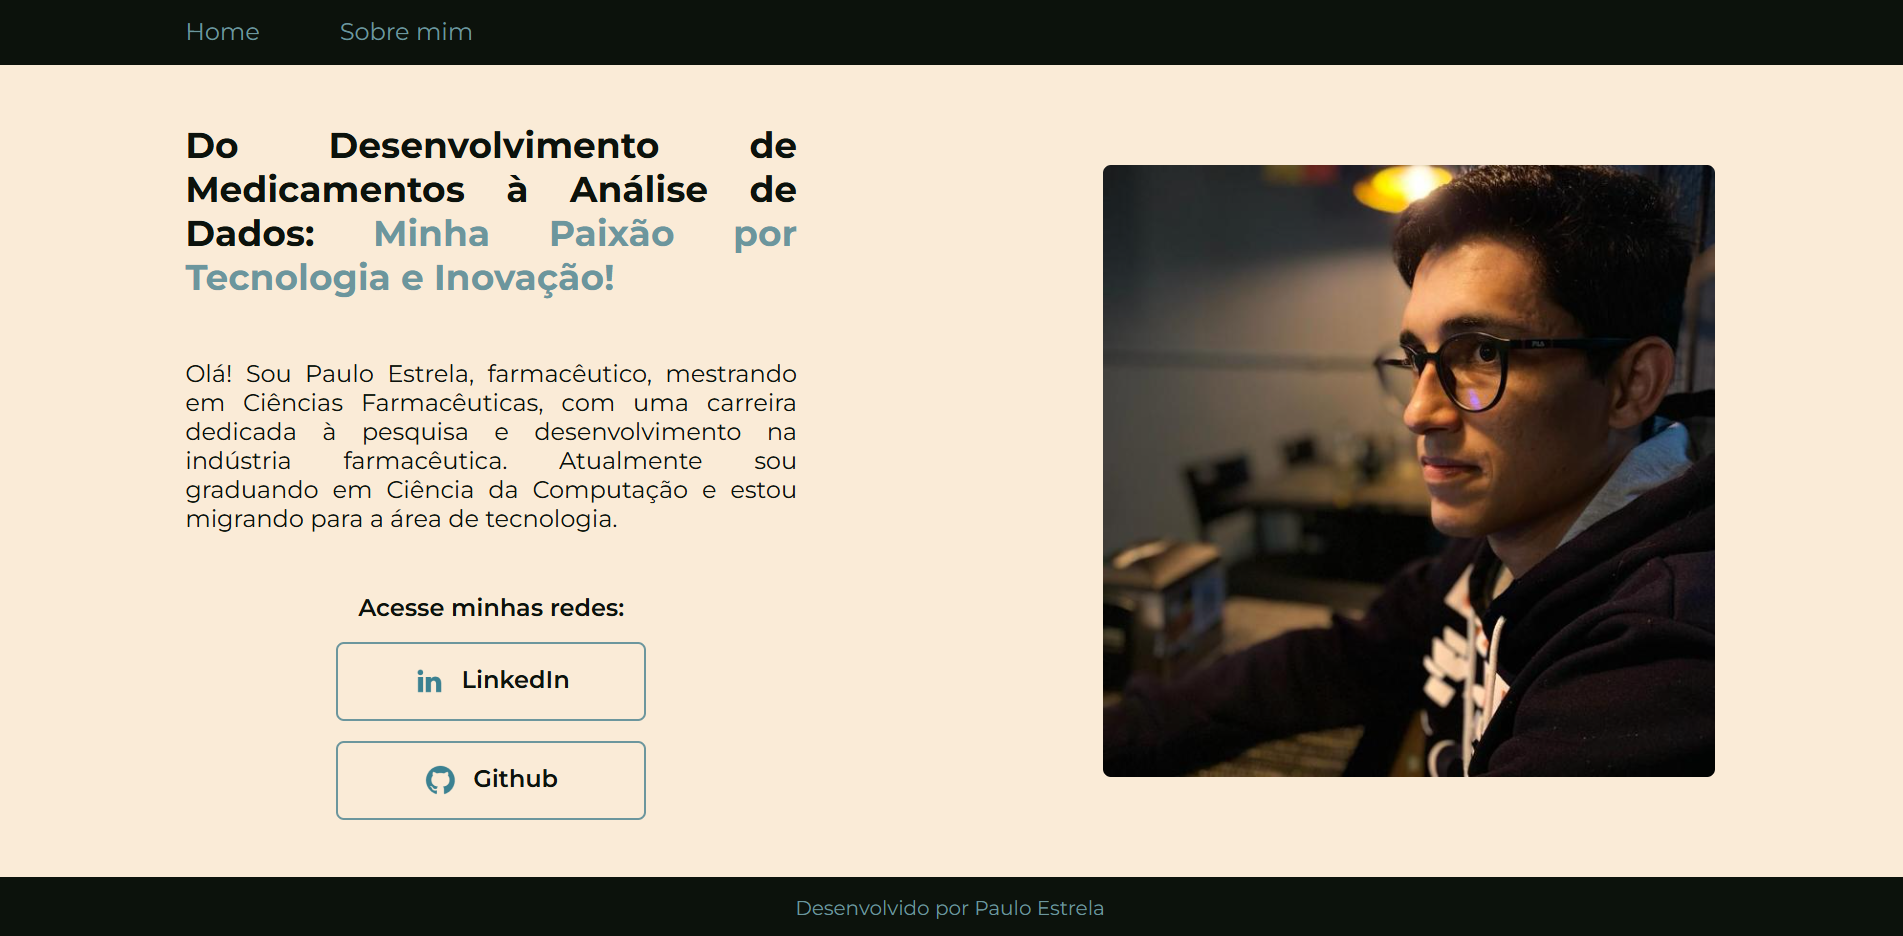 Home
Sobre mim
Do Desenvolvimento de
Medicamentos à Análise de
Dados: Minha Paixão por
Tecnologia e Inovação!
Olá! Sou Paulo Estrela, farmacêutico, mestrando
em Ciências Farmacêuticas, com uma carreira
dedicada à pesquisa e desenvolvimento na
indústria farmacêutica. Atualmente sou
graduando em Ciência da Computação e estou
migrando para a área de tecnologia.
Acesse minhas redes:
in LinkedIn
Github
Desenvolvido por Paulo Estrela